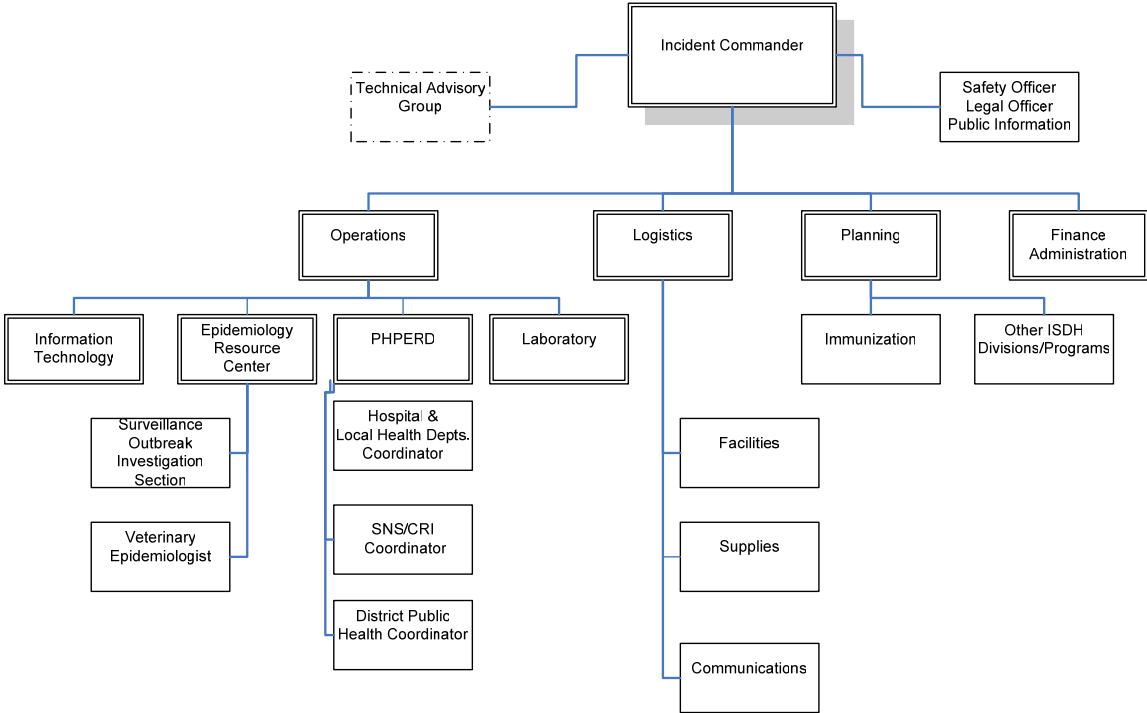 Incident Commander
Technical Advisory
Group
Safety Officer
Legal Officer
Public Information
Operations
Logistics
Planning
Finance
Administration
Information
Technology
Epidemiology
Resource
Center
PHPERD
Laboratory
Immunization
Other ISDH
Divisions/Programs
Surveillance
Outbreak
Investigation
Section
Hospital &
Local Health Depts.
Coordinator
Facilities
Veterinary
Epidemiologist
SNS/CRI
Coordinator
Supplies
District Public
Health Coordinator
Communications